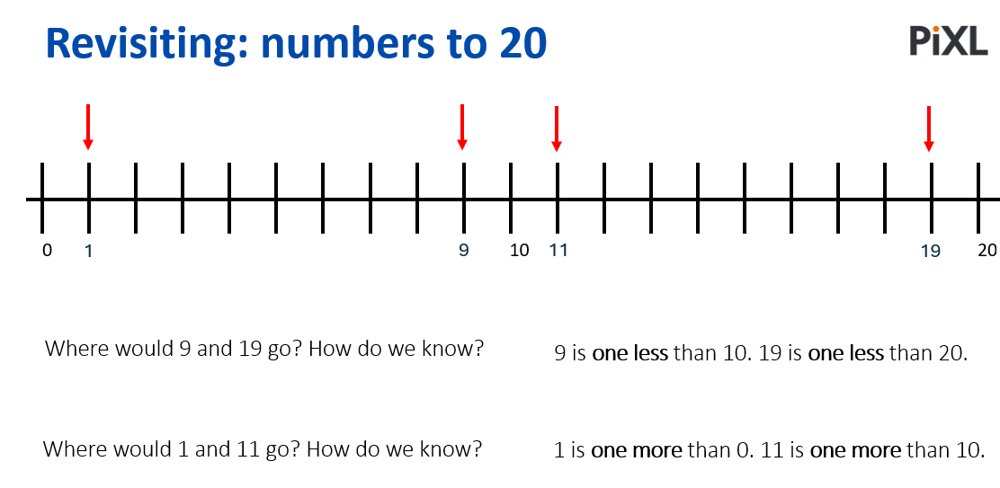 Revisiting: numbers to 20
PiXL
0 1 9 10 11 19 20
Where would 9 and 19 go? How do we know?
9 is one less than 10. 19 is one less than 20.
Where would 1 and 11 go? How do we know?
1 is one more than 0. 11 is one more than 10.